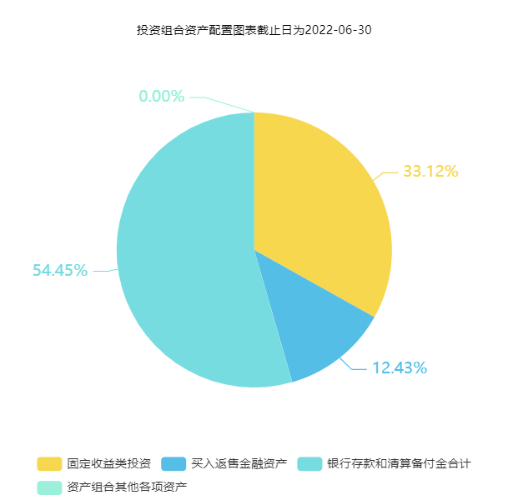 投资组合资产配置图表截止日为2022-06-30
0.00%
33.12%
54.45%
12.43%
固定收益类投资 买入返售金融资产 银行存款和清算备付金合计
资产组合其他各项资产